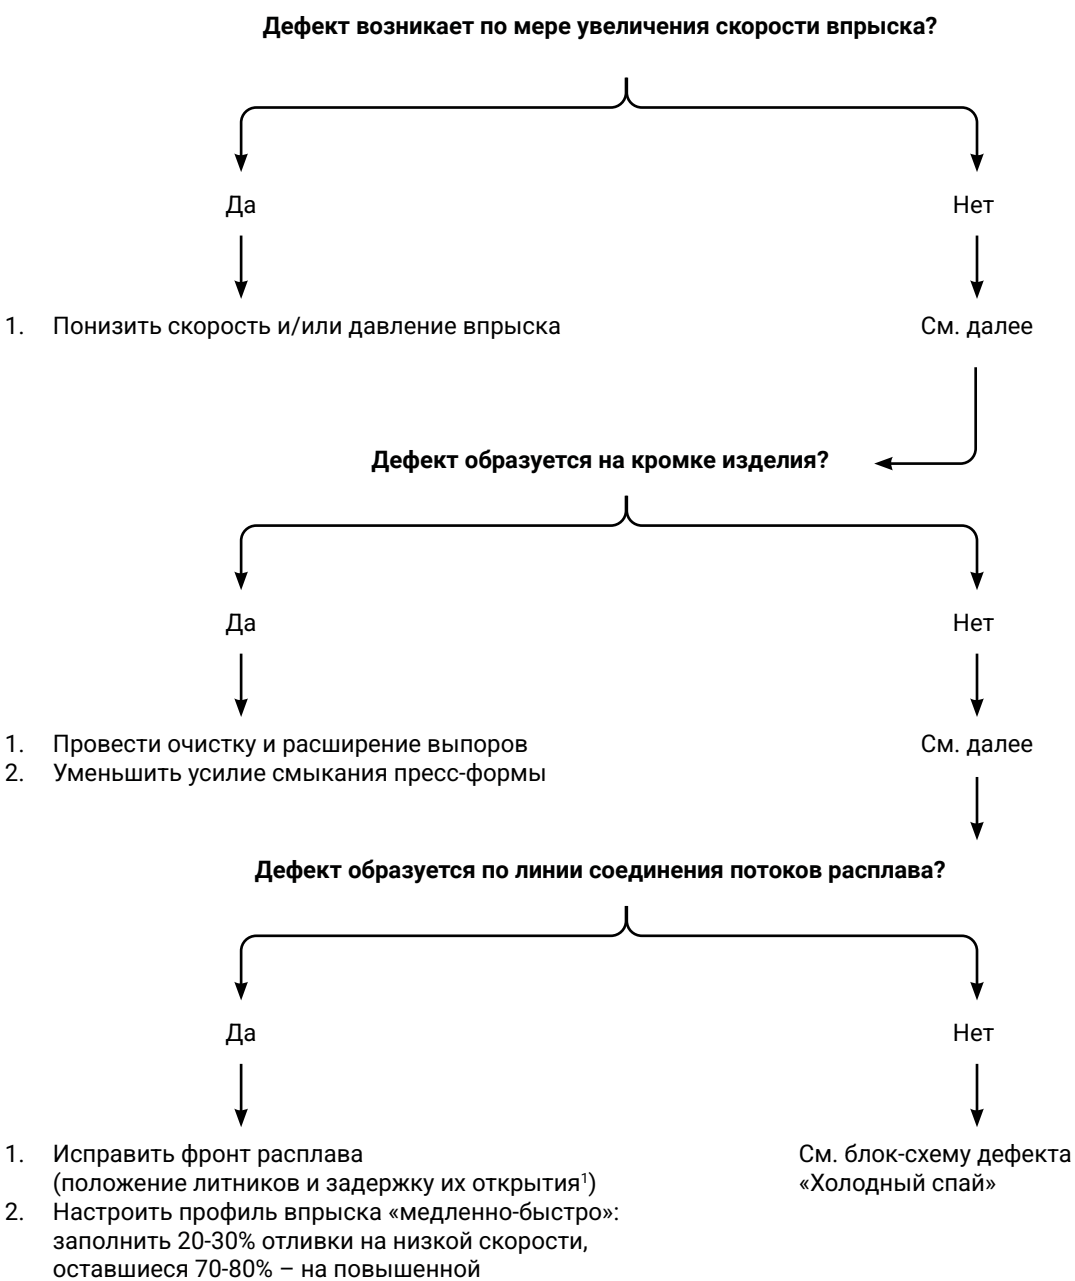 Дефект возникает по мере увеличения скорости впрыска?
Да
Нет
1. Понизить скорость и/или давление впрыска
См. далее
Дефект образуется на кромке изделия?
Да
Нет
1. Провести очистку и расширение выпоров
2. Уменьшить усилие смыкания пресс-формы
См. далее
Дефект образуется по линии соединения потоков расплава?
Да
Нет
1. Исправить фронт расплава
(положение литников и задержку их открытия¹)
2. Настроить профиль впрыска «медленно-быстро»:
заполнить 20-30% отливки на низкой скорости,
оставшиеся 70-80% – на повышенной
См. блок-схему дефекта
«Холодный спай»